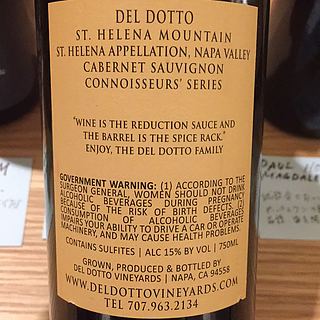 DEL DOTTO
ST. HELENA MOUNTAIN
ST. HELENA APPELLATION, NAPA VALLEY
CABERNET SAUVIGNON
CONNOISSEURS' SERIES
"WINE IS THE REDUCTION SAUCE AND
THE BARREL IS THE SPICE RACK."
ENJOY, THE DEL DOTTO FAMILY
GOVERNMENT WARNING: (1) ACCORDING TO THE
SURGEON GENERAL, WOMEN SHOULD NOT DRINK
ALCOHOLIC BEVERAGES DURING PREGNANCY
BECAUSE OF THE RISK OF BIRTH DEFECTS. (2)
CONSUMPTION OF ALCOHOLIC BEVERAGES
IMPAIRS YOUR ABILITY TO DRIVE A CAR OR OPERATE
MACHINERY, AND MAY CAUSE HEALTH PROBLEMS.
CONTAINS SULFITES | ALC 15% BY VOL | 750ML
GROWN, PRODUCED & BOTTLED BY
DEL DOTTO VINEYARDS | NAPA, CA 94558
WWW.DELDOTTOVINEYARDS.COM
TEL 707.963.2134